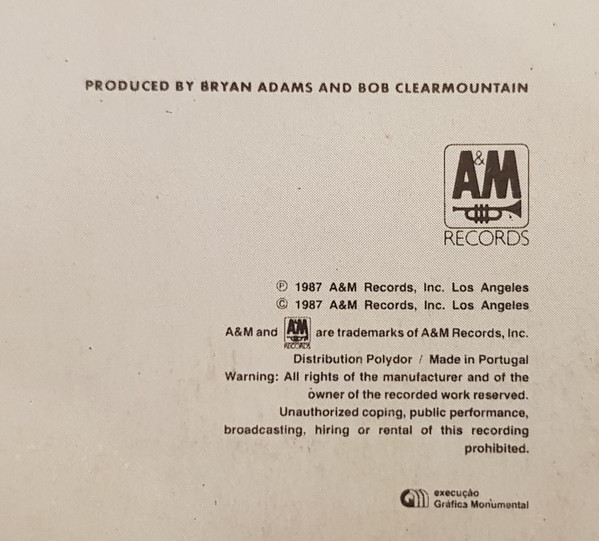 PRODUCED BY BRYAN ADAMS AND BOB CLEARMOUNTAIN
A&M
RECORDS
℗ 1987 A&M Records, Inc. Los Angeles
© 1987 A&M Records, Inc. Los Angeles
A&M and A&M RECORDS are trademarks of A&M Records, Inc.
Distribution Polydor / Made in Portugal
Warning: All rights of the manufacturer and of the
owner of the recorded work reserved.
Unauthorized coping, public performance,
broadcasting, hiring or rental of this recording
prohibited.
execução
Gráfica Monumental